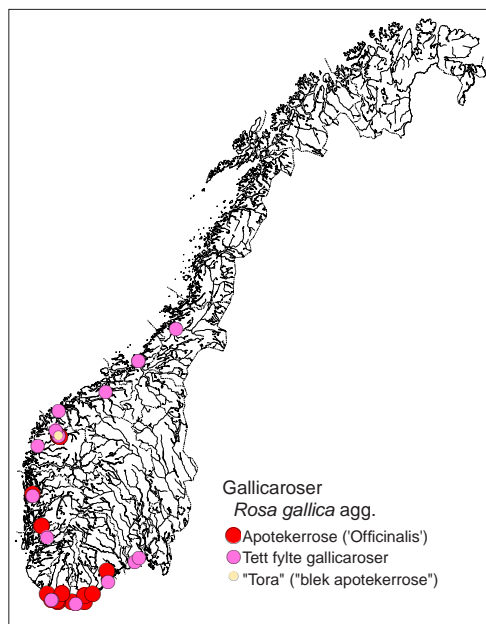 Gallicaroser
Rosa gallica agg.
Apotekerrose ('Officinalis')
Tett fylte gallicaroser
"Tora" ("blek apotekerrose")